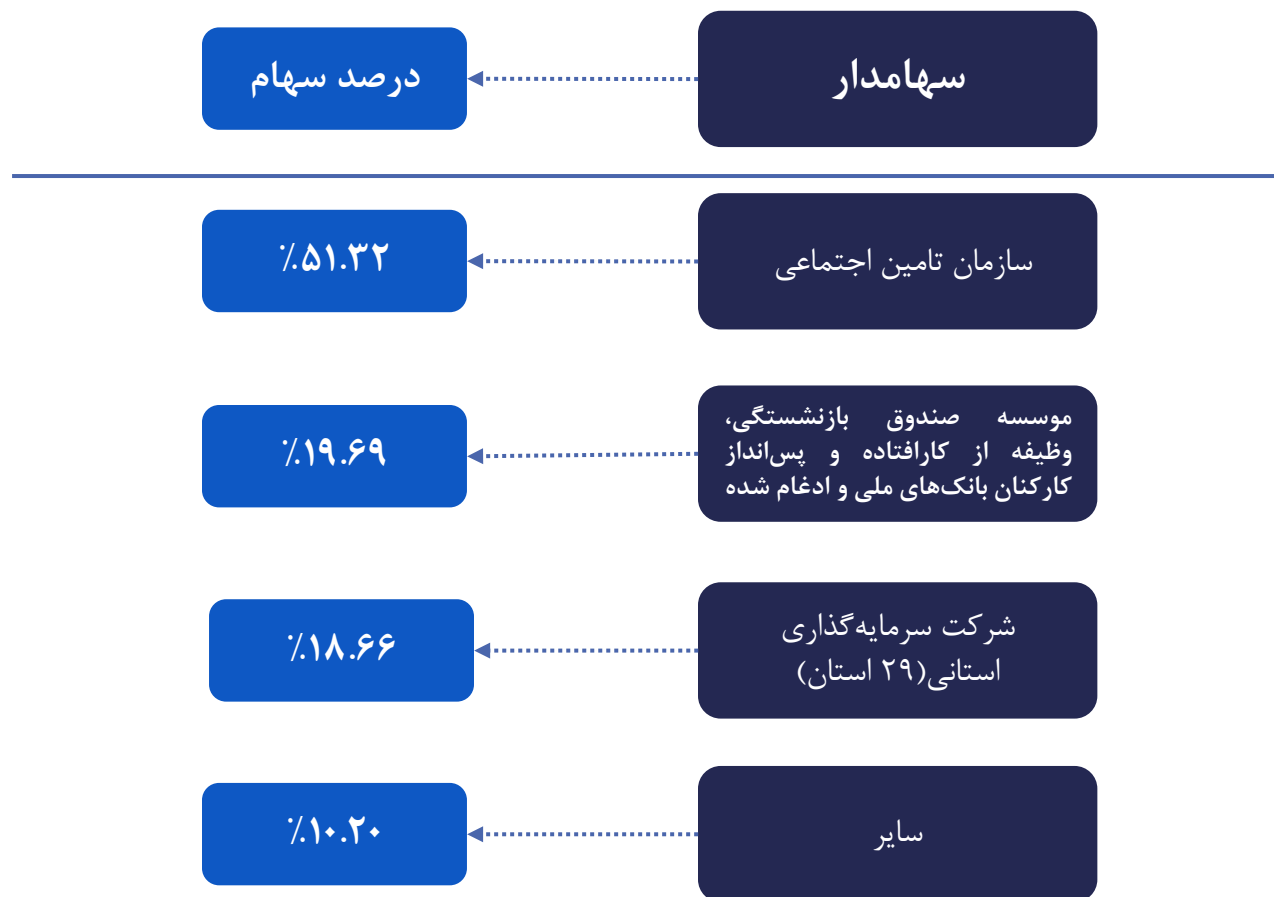 سهامدار
درصد سهام
سازمان تامین اجتماعی
٪۵۱.۳۲
موسسه صندوق بازنشستگی،
وظیفه از کارافتاده و پس‌انداز
کارکنان بانک‌های ملی و ادغام شده
٪۱۹.۶۹
شرکت سرمایه‌گذاری
استانی(۲۹ استان)
٪۱۸.۶۶
سایر
٪۱۰.۲۰